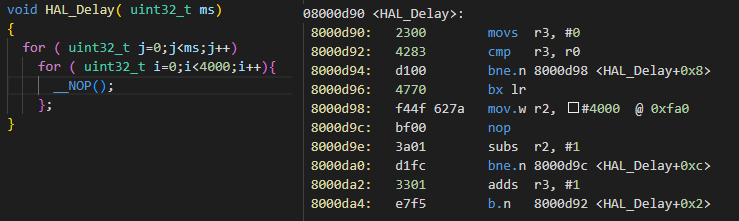 void HAL_Delay( uint32_t ms)
{
for ( uint32_t j=0;j<ms;j++)
for ( uint32_t i=0;i<4000;i++){
__NOP();
};
}
08000d90 <HAL_Delay>:
8000d90: 2300 movs r3, #0
8000d92: 4283 cmp r3, r0
8000d94: d100 bne.n 8000d98 <HAL_Delay+0x8>
8000d96: 4770 bx lr
8000d98: f44f 627a mov.w r2, #4000 @ 0xfa0
8000d9c: bf00 nop
8000d9e: 3a01 subs r2, #1
8000da0: d1fc bne.n 8000d9c <HAL_Delay+0xc>
8000da2: 3301 adds r3, #1
8000da4: e7f5 b.n 8000d92 <HAL_Delay+0x2>